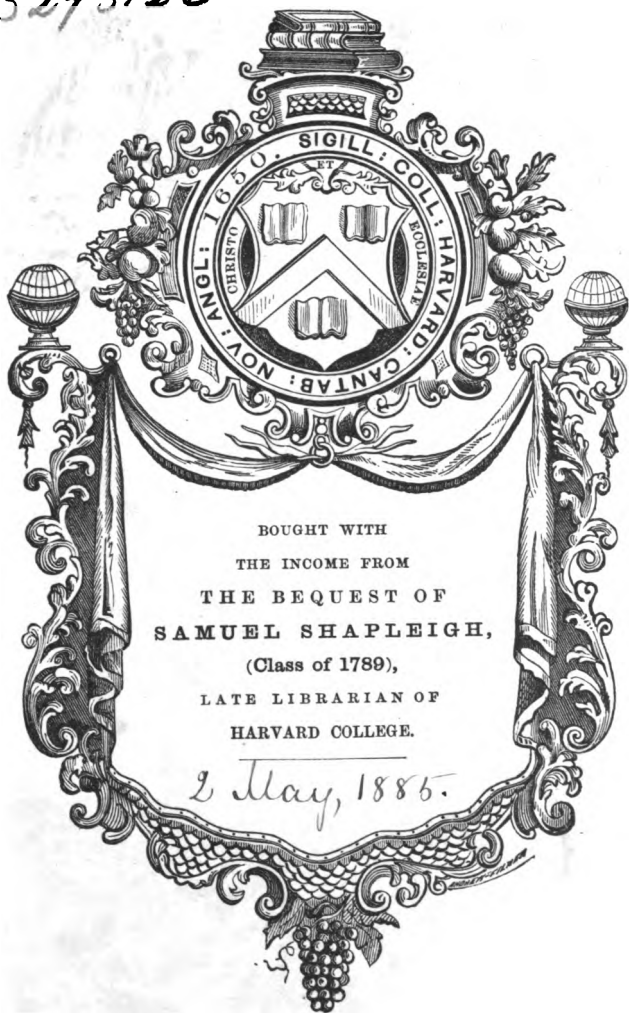 SIGILL: COLL: HARVARD: CANTAB: NOV: ANGL: 1650.
ET
CHRISTO
ECCLESIAE
BOUGHT WITH
THE INCOME FROM
THE BEQUEST OF
SAMUEL SHAPLEIGH,
(Class of 1789),
LATE LIBRARIAN OF
HARVARD COLLEGE.
2 May, 1885.